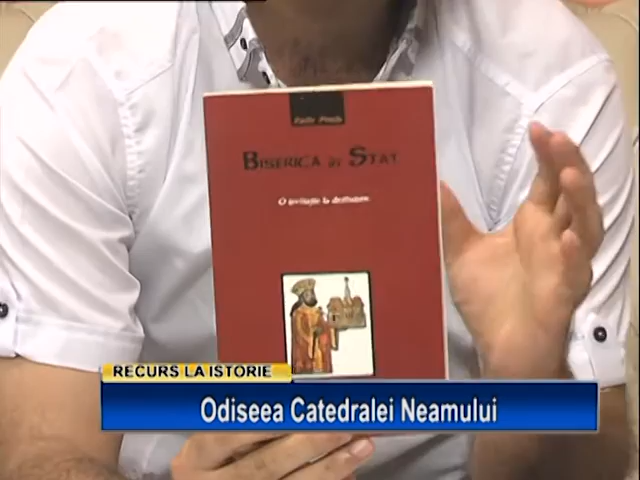 BISERICA ȘI STAT
O invitație la dezbatere
RECURS LA ISTORIE
Odiseea Catedralei Neamului